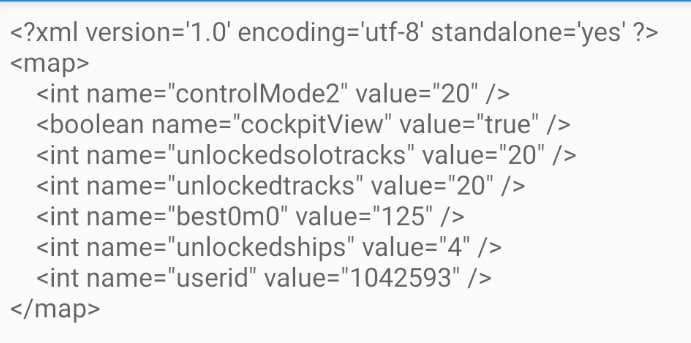 <?xml version='1.0' encoding='utf-8' standalone='yes' ?>
<map>
<int name="controlMode2" value="20" />
<boolean name="cockpitView" value="true" />
<int name="unlockedsolotracks" value="20" />
<int name="unlockedtracks" value="20" />
<int name="best0m0" value="125" />
<int name="unlockedships" value="4" />
<int name="userid" value="1042593" />
</map>